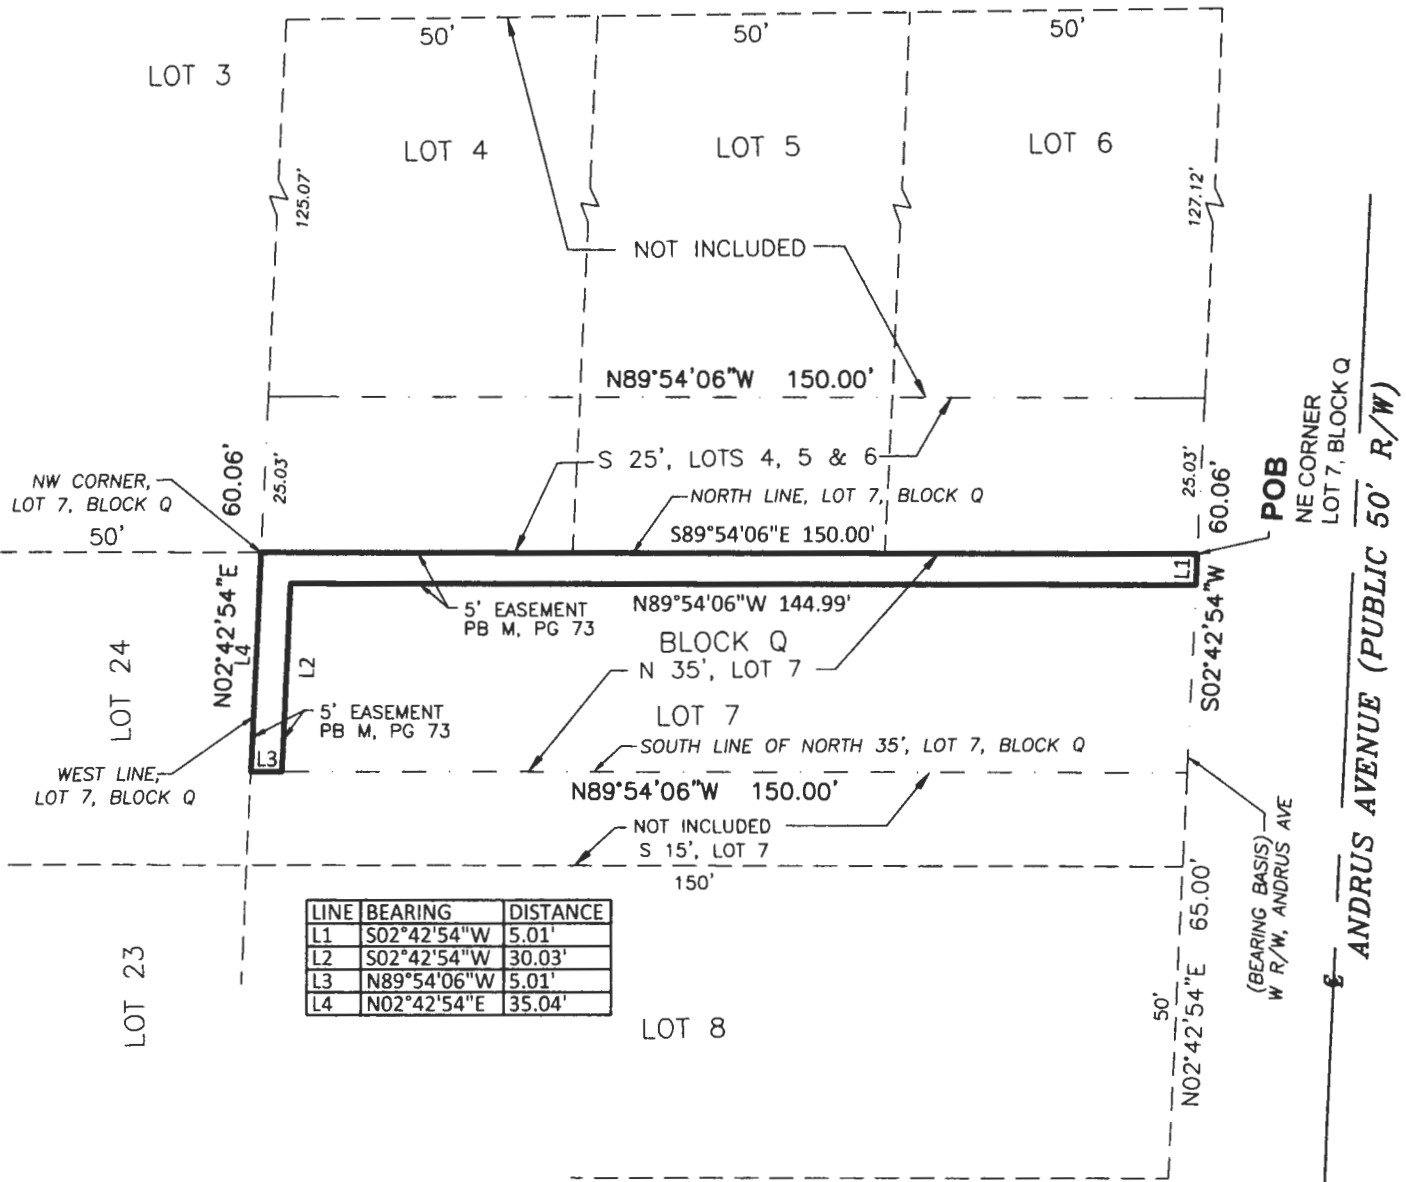 50'
50'
50'
LOT 3
LOT 4
LOT 5
LOT 6
125.07'
127.12'
NOT INCLUDED
N89°54'06"W 150.00'
S 25', LOTS 4, 5 & 6
60.06'
25.03'
25.03'
60.06'
NW CORNER,
LOT 7, BLOCK Q
NORTH LINE, LOT 7, BLOCK Q
50'
S89°54'06"E 150.00'
POB
NE CORNER
LOT 7, BLOCK Q
L1
5' EASEMENT
PB M, PG 73
N89°54'06"W 144.99'
BLOCK Q
N 35', LOT 7
N02°42'54"E
L4
L2
S02°42'54"W
LOT 24
5' EASEMENT
PB M, PG 73
LOT 7
SOUTH LINE OF NORTH 35', LOT 7, BLOCK Q
L3
WEST LINE,
LOT 7, BLOCK Q
N89°54'06"W 150.00'
NOT INCLUDED
S 15', LOT 7
150'
LINE BEARING DISTANCE
L1 S02°42'54"W 5.01'
L2 S02°42'54"W 30.03'
L3 N89°54'06"W 5.01'
L4 N02°42'54"E 35.04'
LOT 23
LOT 8
50'
N02°42'54"E 65.00'
(BEARING BASIS)
W R/W, ANDRUS AVE
℄ ANDRUS AVENUE (PUBLIC 50' R/W)